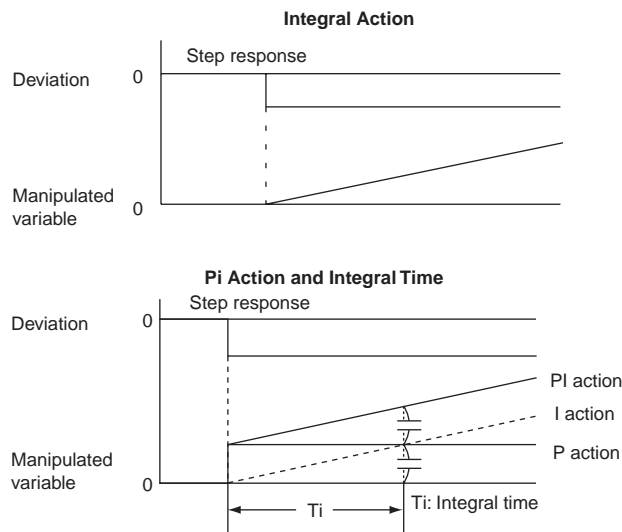 Integral Action
Step response
Deviation
0
Manipulated
variable
0
Pi Action and Integral Time
Step response
Deviation
0
PI action
I action
P action
Manipulated
variable
0
Ti
Ti: Integral time